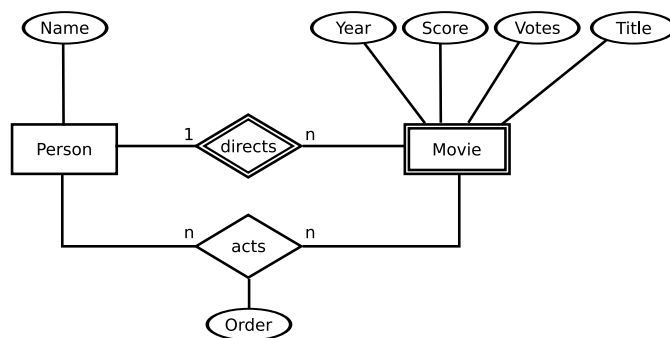 Name
Year
Score
Votes
Title
Person
1
directs
n
Movie
n
acts
n
Order